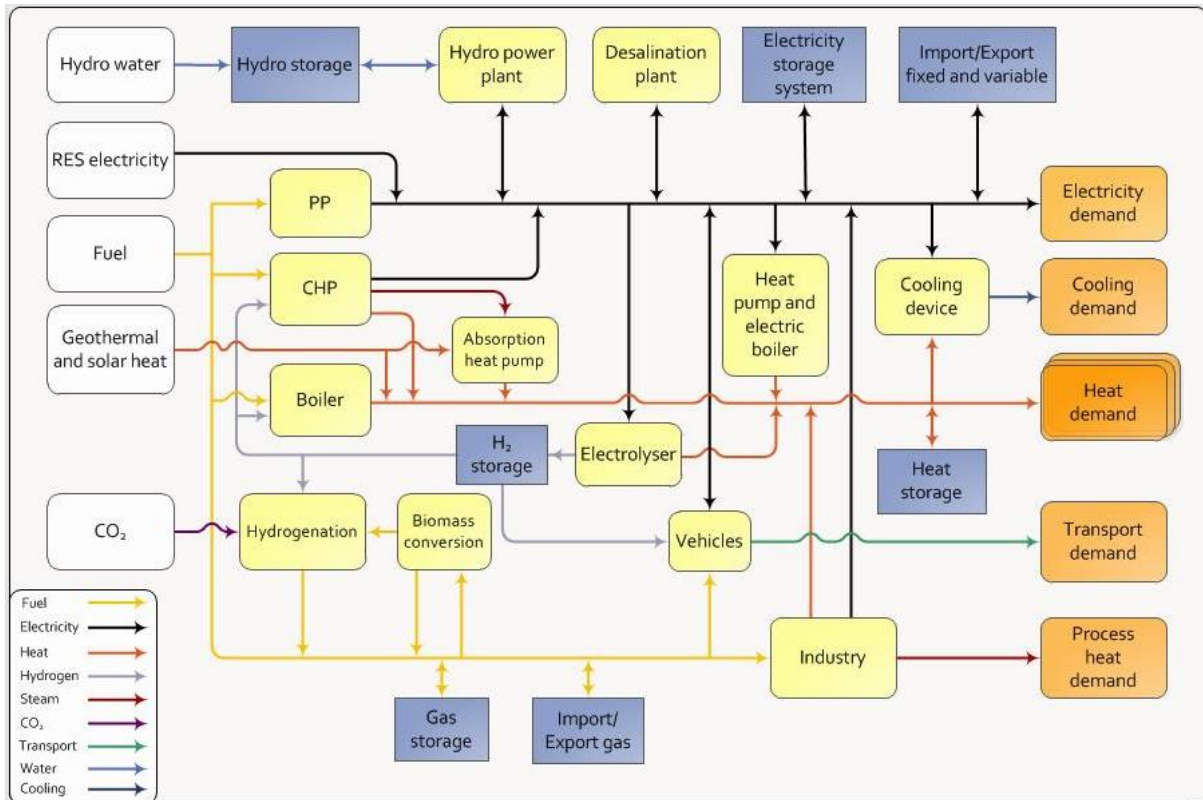 Hydro water
Hydro storage
Hydro power
plant
Desalination
plant
Electricity
storage
system
Import/Export
fixed and variable
RES electricity
PP
Electricity
demand
Fuel
CHP
Heat
pump and
electric
boiler
Cooling
device
Cooling
demand
Geothermal
and solar heat
Absorption
heat pump
Boiler
Heat
demand
H₂
storage
Electrolyser
Heat
storage
CO₂
Hydrogenation
Biomass
conversion
Vehicles
Transport
demand
Industry
Process
heat
demand
Gas
storage
Import/
Export gas
Fuel
Electricity
Heat
Hydrogen
Steam
CO₂
Transport
Water
Cooling